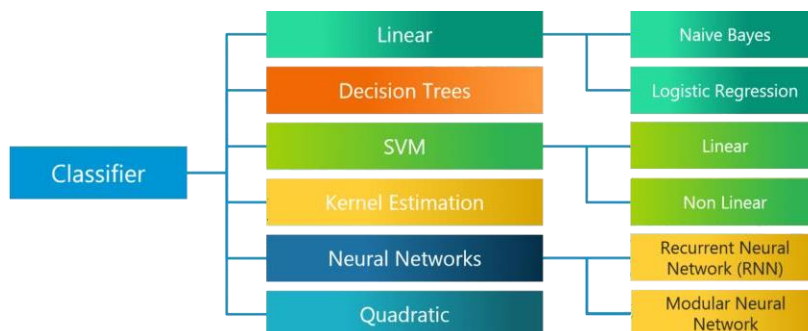 Classifier
Linear
Decision Trees
SVM
Kernel Estimation
Neural Networks
Quadratic
Naive Bayes
Logistic Regression
Linear
Non Linear
Recurrent Neural
Network (RNN)
Modular Neural
Network